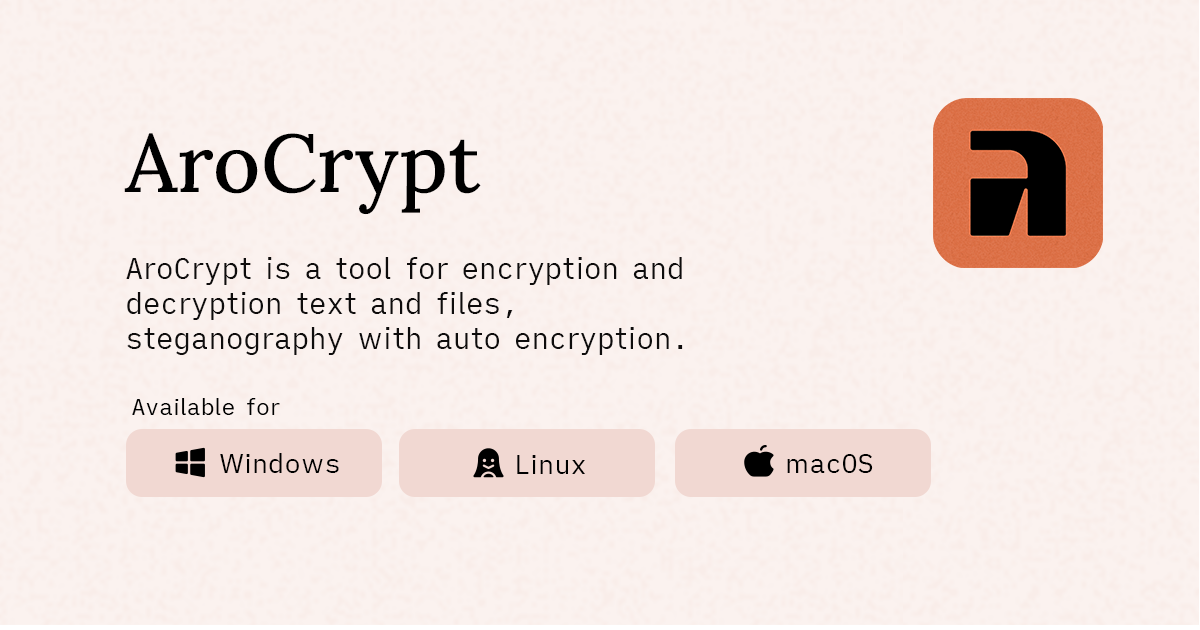 AroCrypt
AroCrypt is a tool for encryption and
decryption text and files,
steganography with auto encryption.
Available for
Windows
Linux
macOS